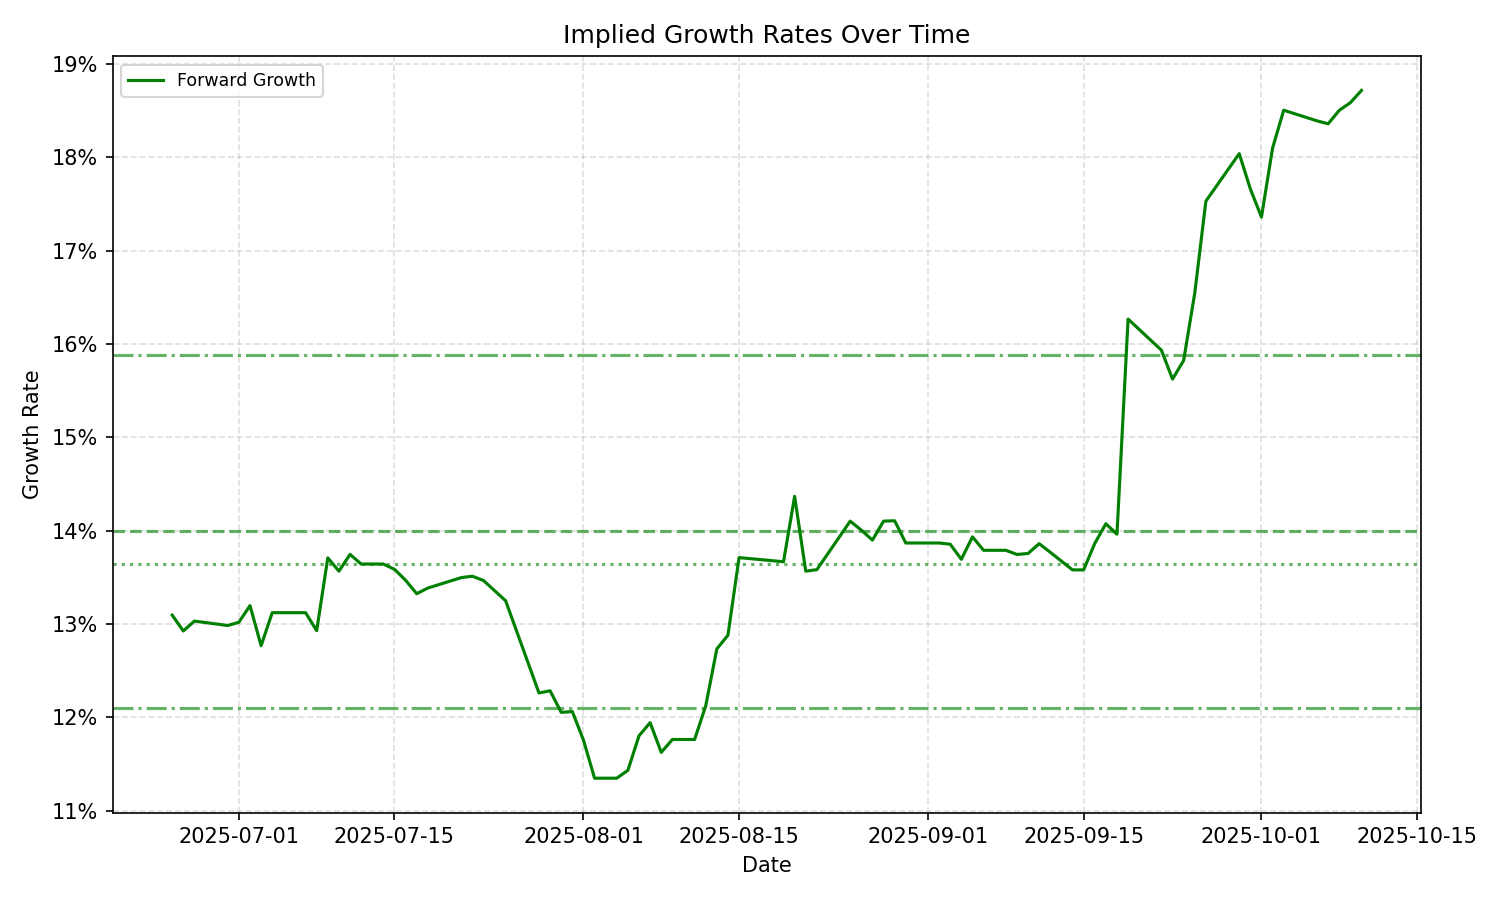 Implied Growth Rates Over Time
Forward Growth
19%
18%
17%
16%
15%
14%
13%
12%
11%
Growth Rate
2025-07-01 2025-07-15 2025-08-01 2025-08-15 2025-09-01 2025-09-15 2025-10-01 2025-10-15
Date